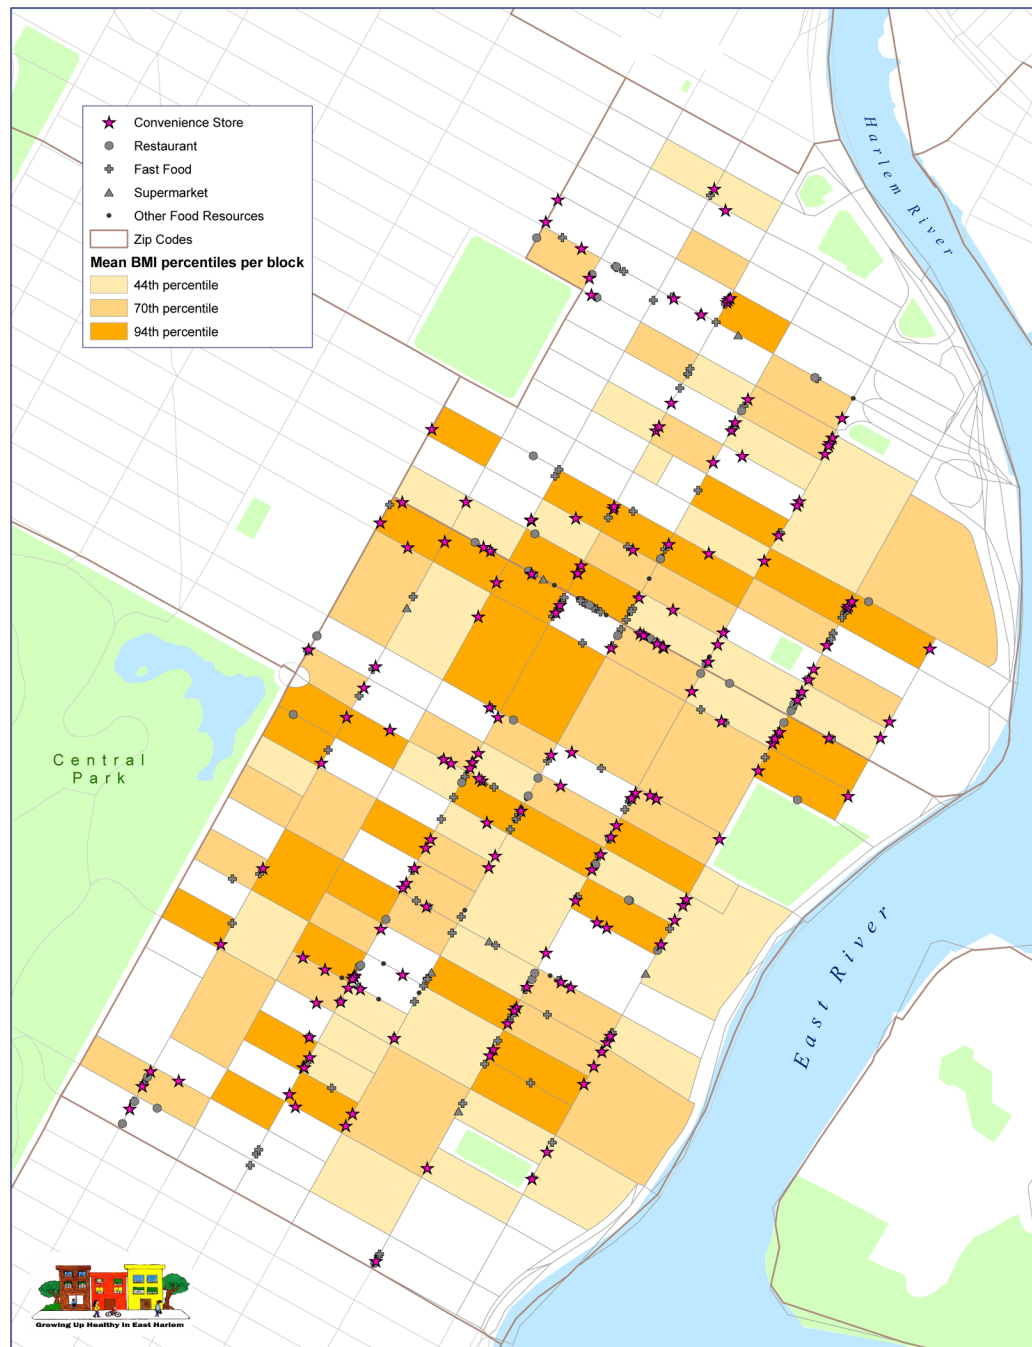 Harlem River
Convenience Store
Restaurant
Fast Food
Supermarket
Other Food Resources
Zip Codes
Mean BMI percentiles per block
44th percentile
70th percentile
94th percentile
Central
Park
East River
Growing Up Healthy In East Harlem